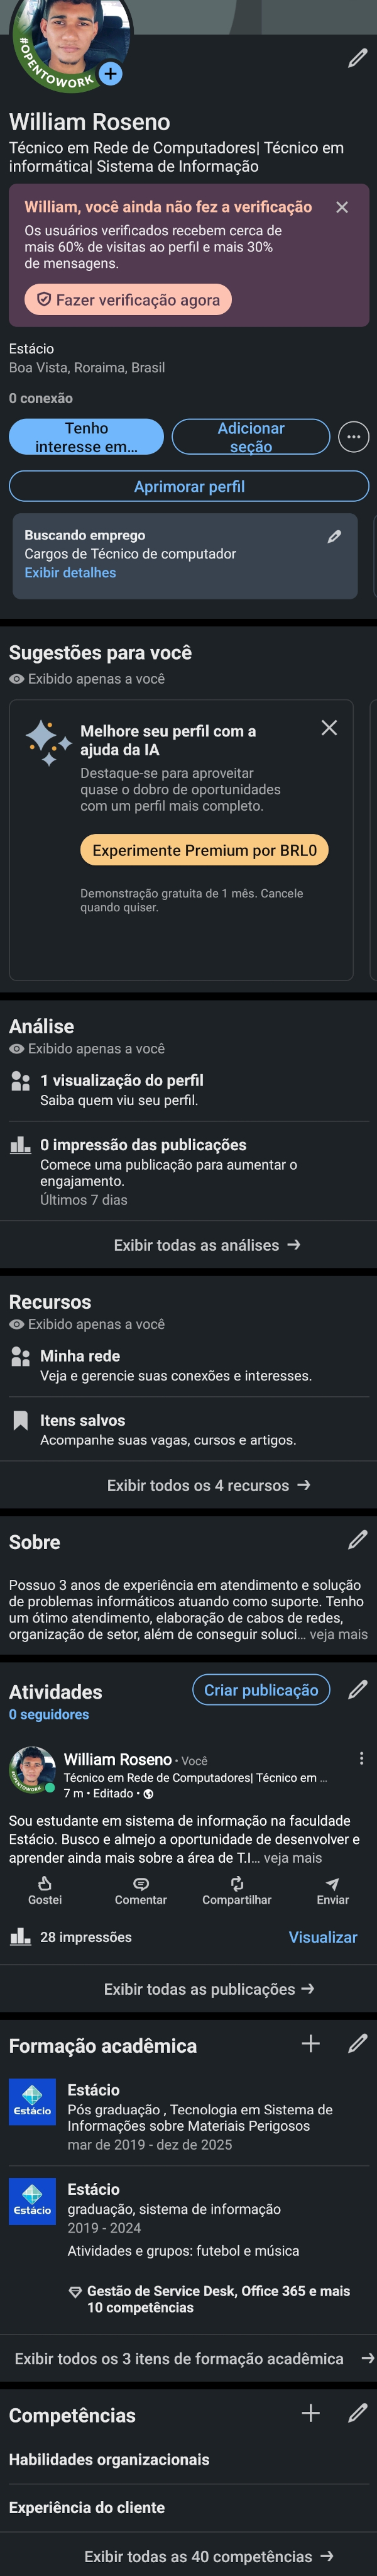 #OPENTOWORK
William Roseno
Técnico em Rede de Computadores| Técnico em
informática| Sistema de Informação
William, você ainda não fez a verificação
Os usuários verificados recebem cerca de
mais 60% de visitas ao perfil e mais 30%
de mensagens.
Fazer verificação agora
Estácio
Boa Vista, Roraima, Brasil
0 conexão
Tenho
interesse em...
Adicionar
seção
Aprimorar perfil
Buscando emprego
Cargos de Técnico de computador
Exibir detalhes
Sugestões para você
Exibido apenas a você
Melhore seu perfil com a
ajuda da IA
Destaque-se para aproveitar
quase o dobro de oportunidades
com um perfil mais completo.
Experimente Premium por BRL0
Demonstração gratuita de 1 mês. Cancele
quando quiser.
Análise
Exibido apenas a você
1 visualização do perfil
Saiba quem viu seu perfil.
0 impressão das publicações
Comece uma publicação para aumentar o
engajamento.
Últimos 7 dias
Exibir todas as análises →
Recursos
Exibido apenas a você
Minha rede
Veja e gerencie suas conexões e interesses.
Itens salvos
Acompanhe suas vagas, cursos e artigos.
Exibir todos os 4 recursos →
Sobre
Possuo 3 anos de experiência em atendimento e solução
de problemas informáticos atuando como suporte. Tenho
um ótimo atendimento, elaboração de cabos de redes,
organização de setor, além de conseguir soluci... veja mais
Atividades
Criar publicação
0 seguidores
William Roseno • Você
Técnico em Rede de Computadores| Técnico em ...
7 m • Editado •
Sou estudante em sistema de informação na faculdade
Estácio. Busco e almejo a oportunidade de desenvolver e
aprender ainda mais sobre a área de T.I... veja mais
Gostei
Comentar
Compartilhar
Enviar
28 impressões
Visualizar
Exibir todas as publicações →
Formação acadêmica
Estácio
Estácio
Pós graduação , Tecnologia em Sistema de
Informações sobre Materiais Perigosos
mar de 2019 - dez de 2025
Estácio
Estácio
graduação, sistema de informação
2019 - 2024
Atividades e grupos: futebol e música
Gestão de Service Desk, Office 365 e mais
10 competências
Exibir todos os 3 itens de formação acadêmica →
Competências
Habilidades organizacionais
Experiência do cliente
Exibir todas as 40 competências →